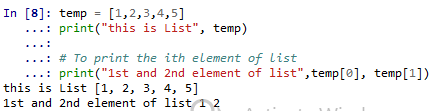 In [8]: temp = [1,2,3,4,5]
   ...: print("this is List", temp)
   ...:
   ...: # To print the ith element of list
   ...: print("1st and 2nd element of list",temp[0], temp[1])
this is List [1, 2, 3, 4, 5]
1st and 2nd element of list 1 2